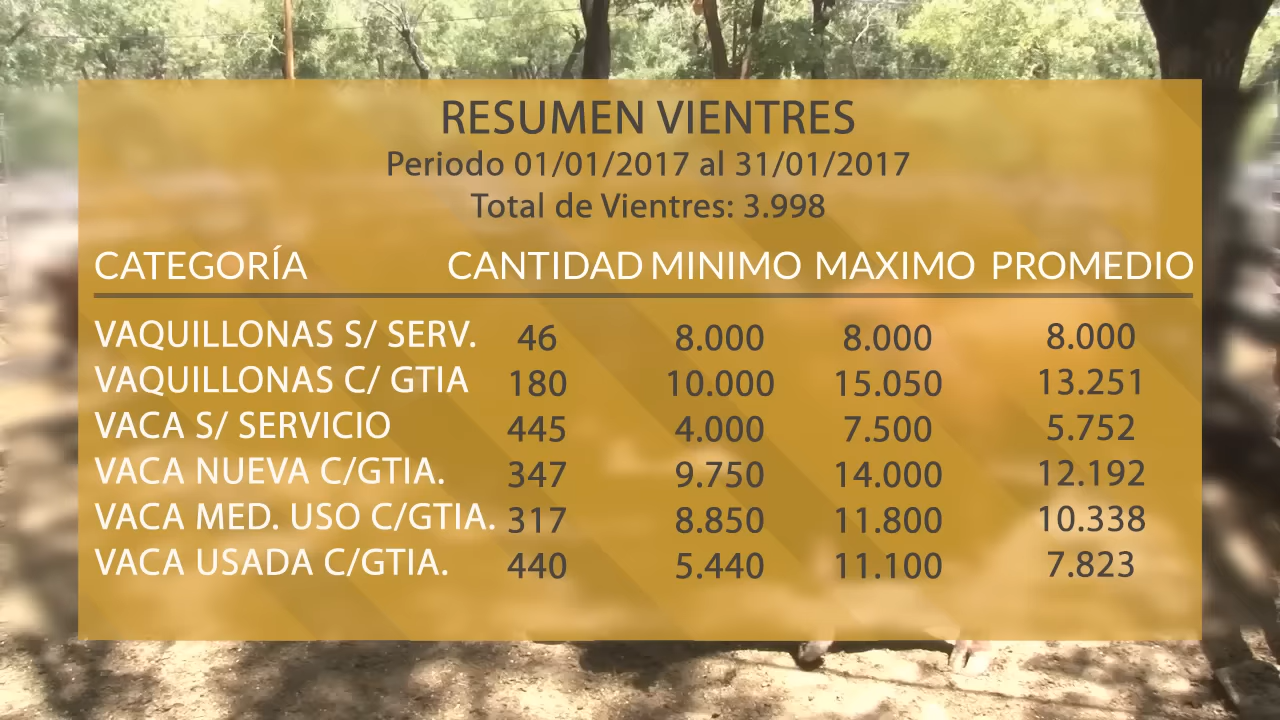 RESUMEN VIENTRES
Periodo 01/01/2017 al 31/01/2017
Total de Vientres: 3.998
CATEGORÍA CANTIDAD MINIMO MAXIMO PROMEDIO
VAQUILLONAS S/ SERV. 46 8.000 8.000 8.000
VAQUILLONAS C/ GTIA 180 10.000 15.050 13.251
VACA S/ SERVICIO 445 4.000 7.500 5.752
VACA NUEVA C/GTIA. 347 9.750 14.000 12.192
VACA MED. USO C/GTIA. 317 8.850 11.800 10.338
VACA USADA C/GTIA. 440 5.440 11.100 7.823